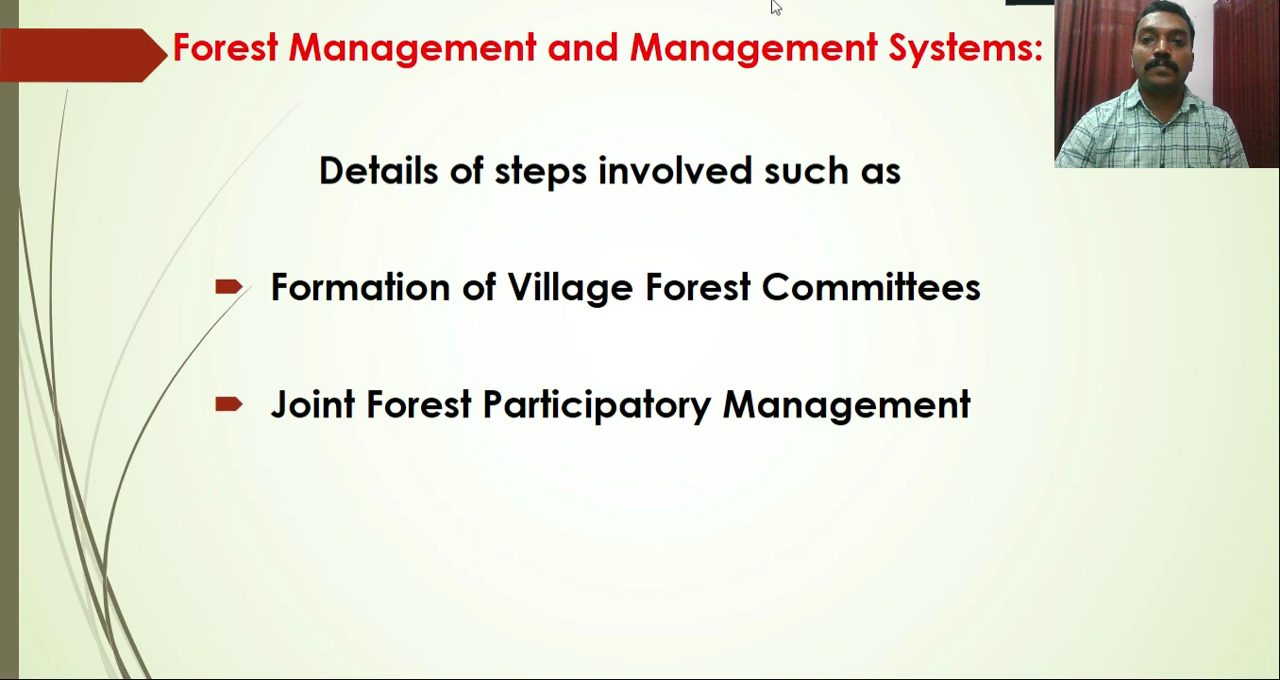 Forest Management and Management Systems:
Details of steps involved such as
Formation of Village Forest Committees
Joint Forest Participatory Management